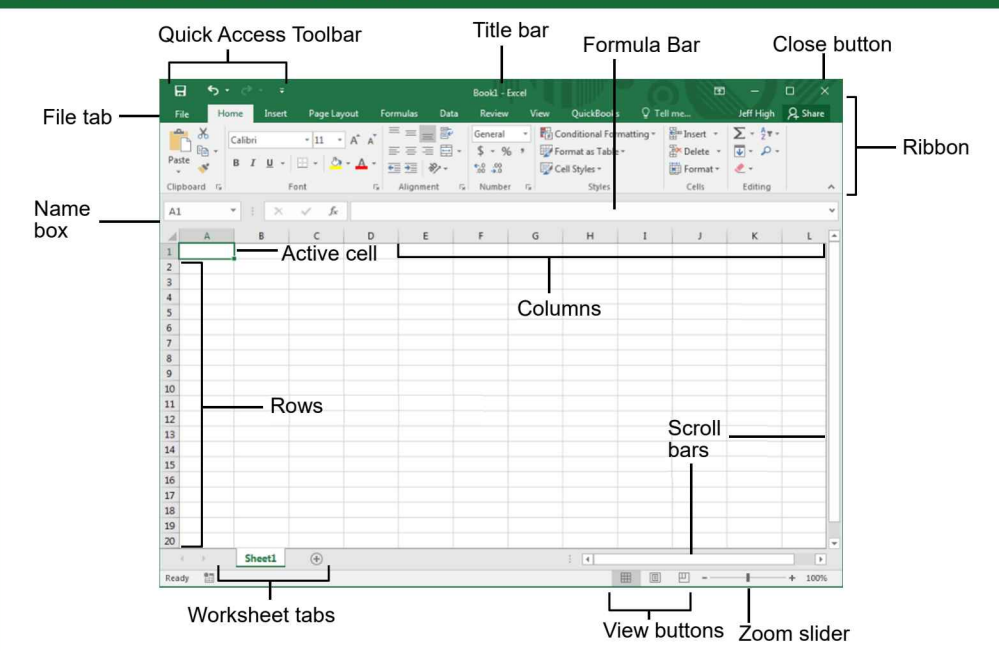 Quick Access Toolbar
Title bar
Formula Bar
Close button
Book1 - Excel
File tab
File Home Insert Page Layout Formulas Data Review View QuickBooks Tell me... Jeff High Share
Ribbon
Calibri 11 General Conditional Formatting Insert
Paste B I U A $ % , Format as Table Delete
Cell Styles Format
Clipboard Font Alignment Number Styles Cells Editing
Name
box
A1 fx
A B C D E F G H I J K L
1
Active cell
2
3
4
Columns
5
6
7
8
9
10
11
Rows
12
13
Scroll
bars
14
15
16
17
18
19
20
Sheet1
Ready 100%
Worksheet tabs
View buttons
Zoom slider